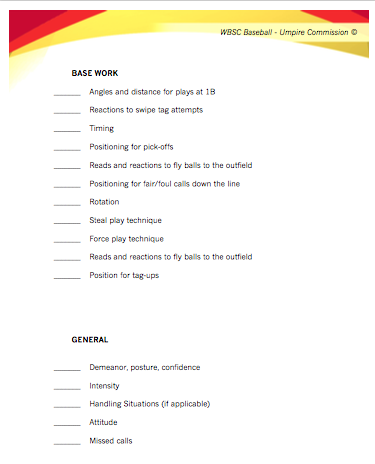 WBSC Baseball - Umpire Commission ©
BASE WORK
______ Angles and distance for plays at 1B
______ Reactions to swipe tag attempts
______ Timing
______ Positioning for pick-offs
______ Reads and reactions to fly balls to the outfield
______ Positioning for fair/foul calls down the line
______ Rotation
______ Steal play technique
______ Force play technique
______ Reads and reactions to fly balls to the outfield
______ Position for tag-ups
GENERAL
______ Demeanor, posture, confidence
______ Intensity
______ Handling Situations (if applicable)
______ Attitude
______ Missed calls